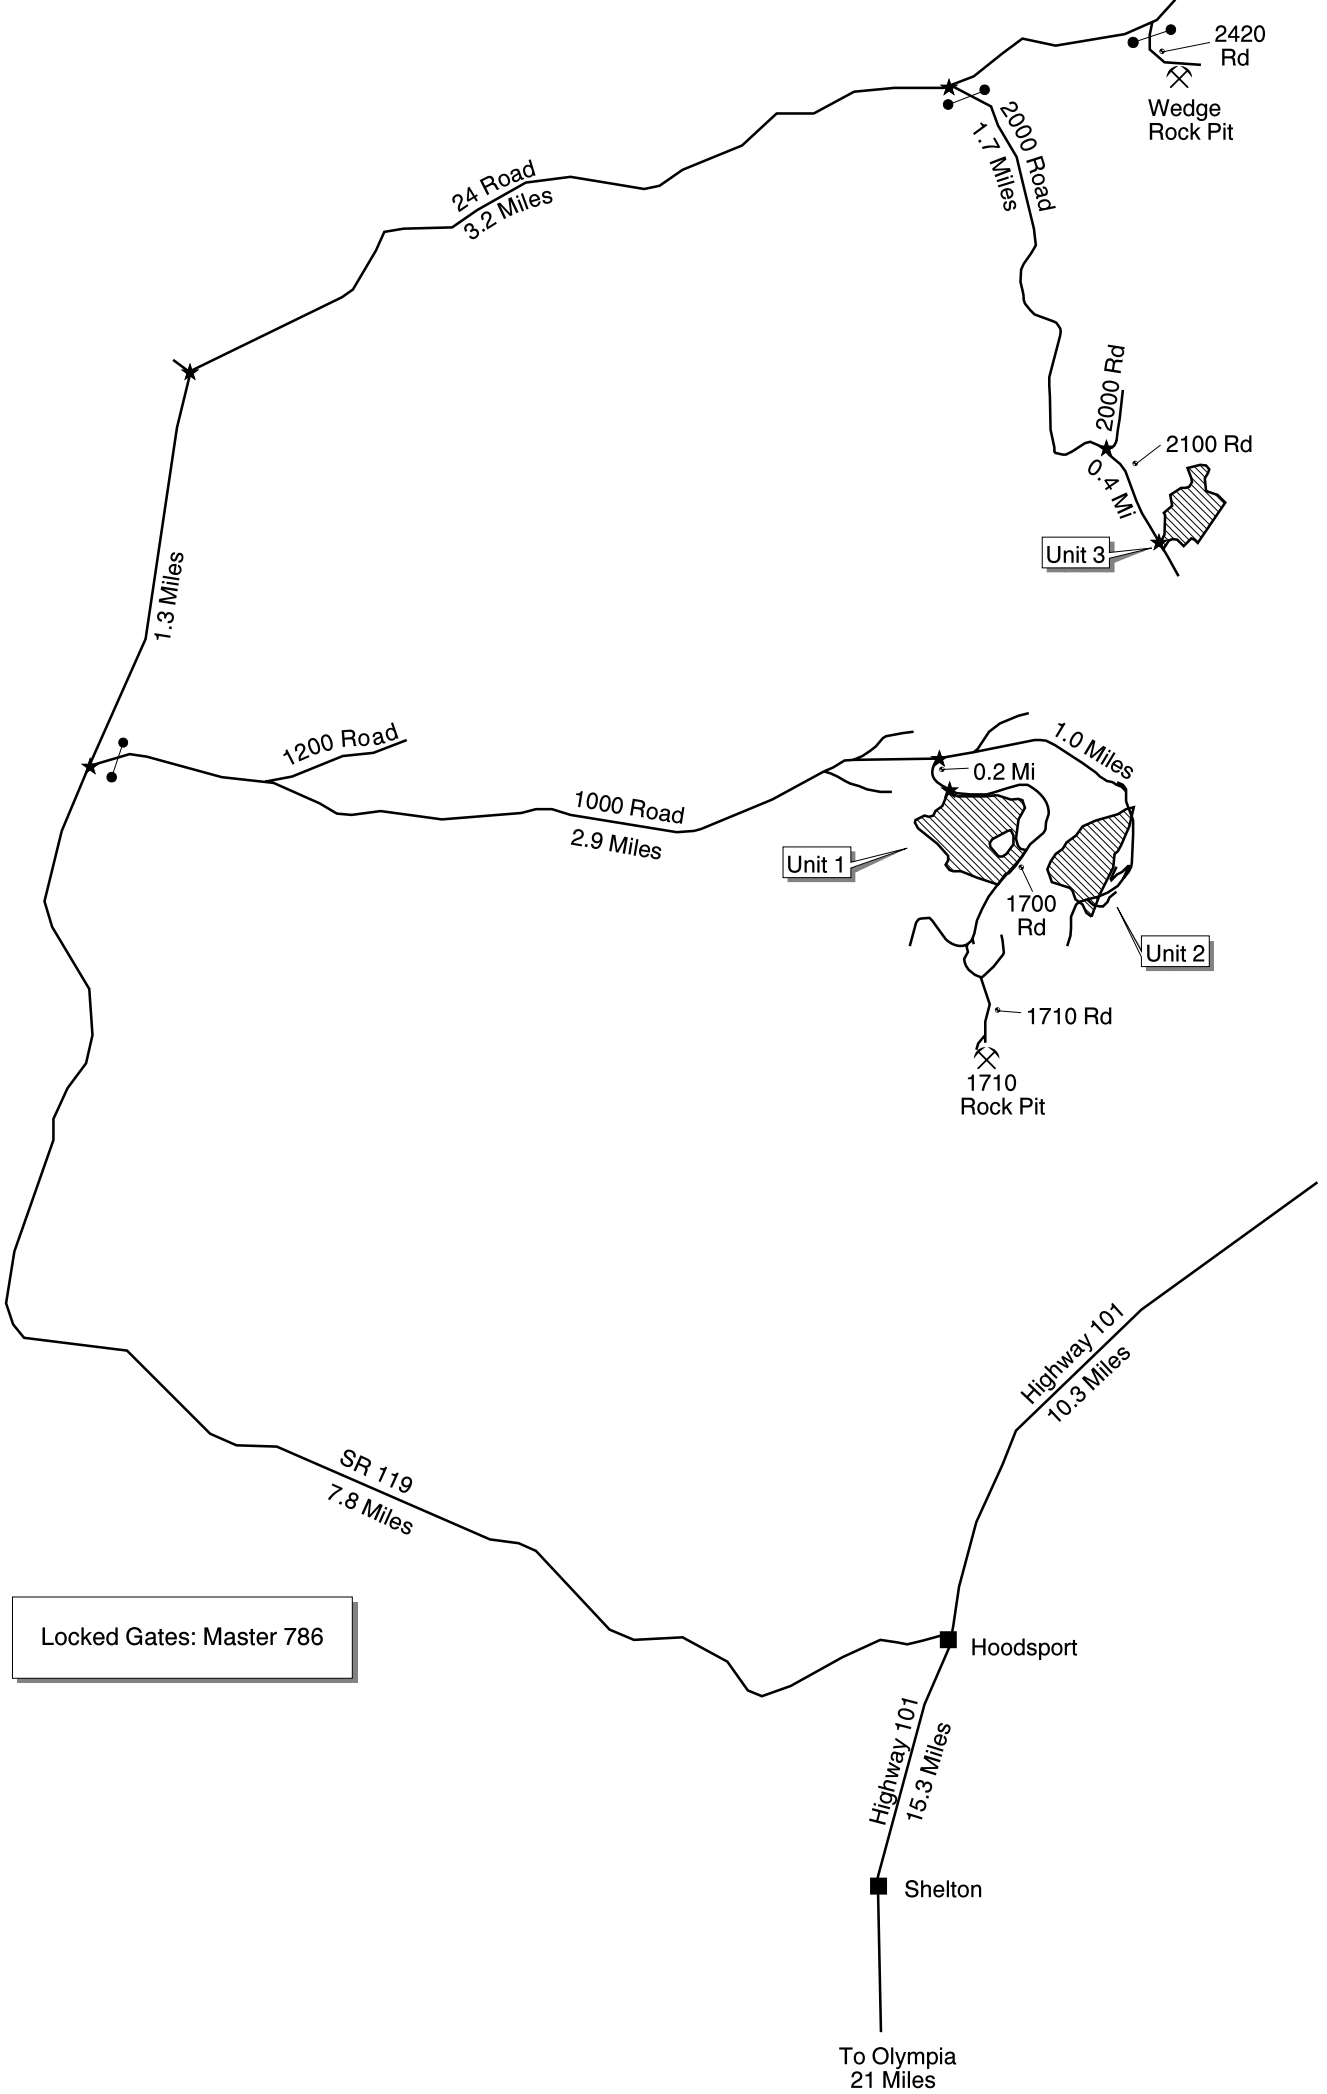 2420
Rd
Wedge
Rock Pit
2000 Road
1.7 Miles
24 Road
3.2 Miles
2000 Rd
2100 Rd
0.4 Mi
Unit 3
1.3 Miles
1200 Road
1.0 Miles
0.2 Mi
1000 Road
2.9 Miles
Unit 1
1700
Rd
Unit 2
1710 Rd
1710
Rock Pit
Highway 101
10.3 Miles
SR 119
7.8 Miles
Locked Gates: Master 786
Hoodsport
Highway 101
15.3 Miles
Shelton
To Olympia
21 Miles